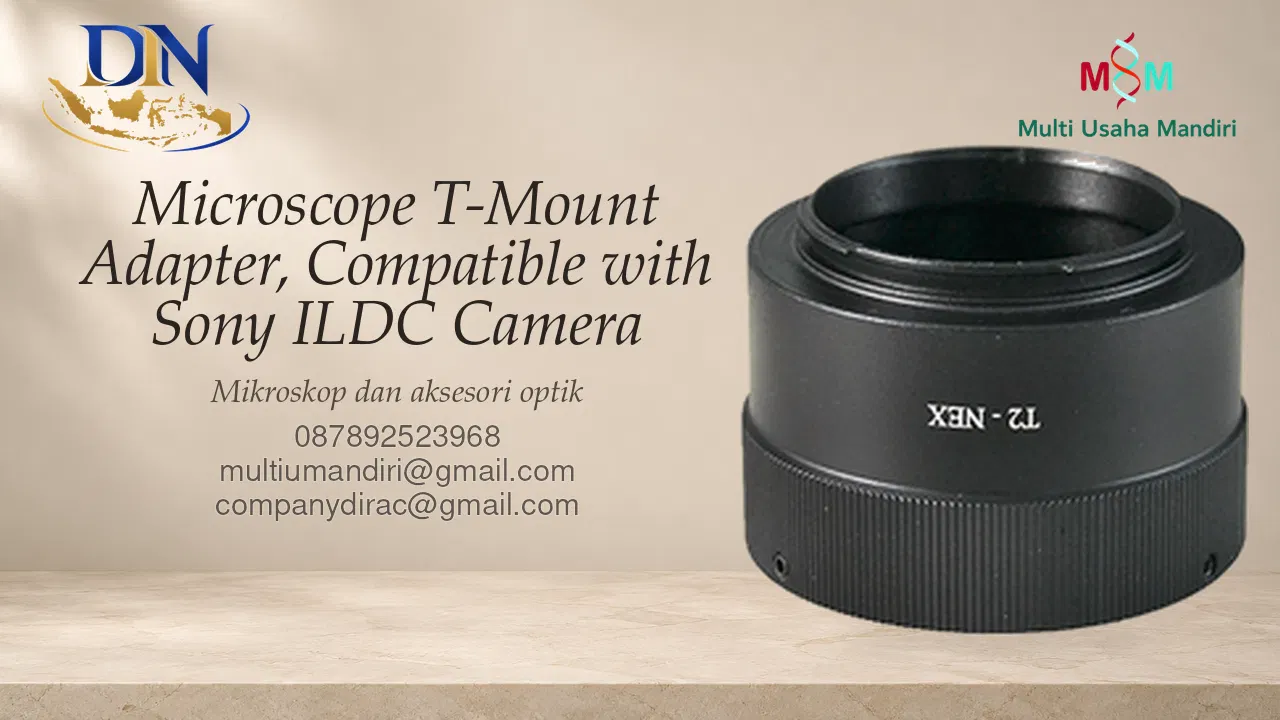 DN
M M
Multi Usaha Mandiri
Microscope T-Mount
Adapter, Compatible with
Sony ILDC Camera
Mikroskop dan aksesori optik
087892523968
multiumandiri@gmail.com
companydirac@gmail.com
T2 - NEX